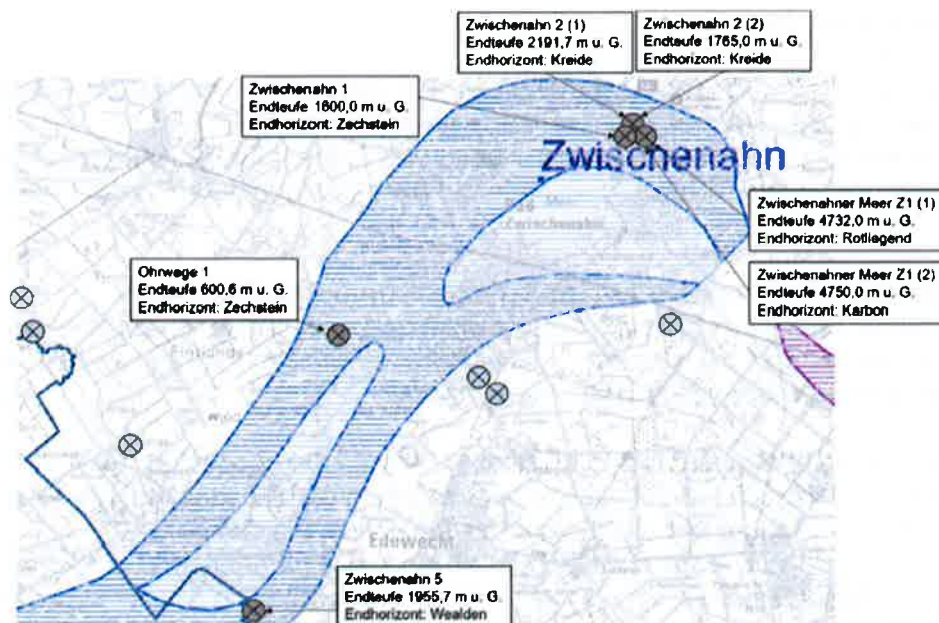 Zwischenahn 2 (1)
Endteufe 2191,7 m u. G.
Endhorizont: Kreide
Zwischenahn 2 (2)
Endteufe 1765,0 m u. G.
Endhorizont: Kreide
Zwischenahn 1
Endteufe 1600,0 m u. G.
Endhorizont: Zechstein
Zwischenahn
Zwischenahner Meer Z1 (1)
Endteufe 4732,0 m u. G.
Endhorizont: Rotliegend
Zwischenahner Meer Z1 (2)
Endteufe 4750,0 m u. G.
Endhorizont: Karbon
Ohrwege 1
Endteufe 600,6 m u. G.
Endhorizont: Zechstein
Edewecht
Zwischenahn 5
Endteufe 1955,7 m u. G.
Endhorizont: Wealden